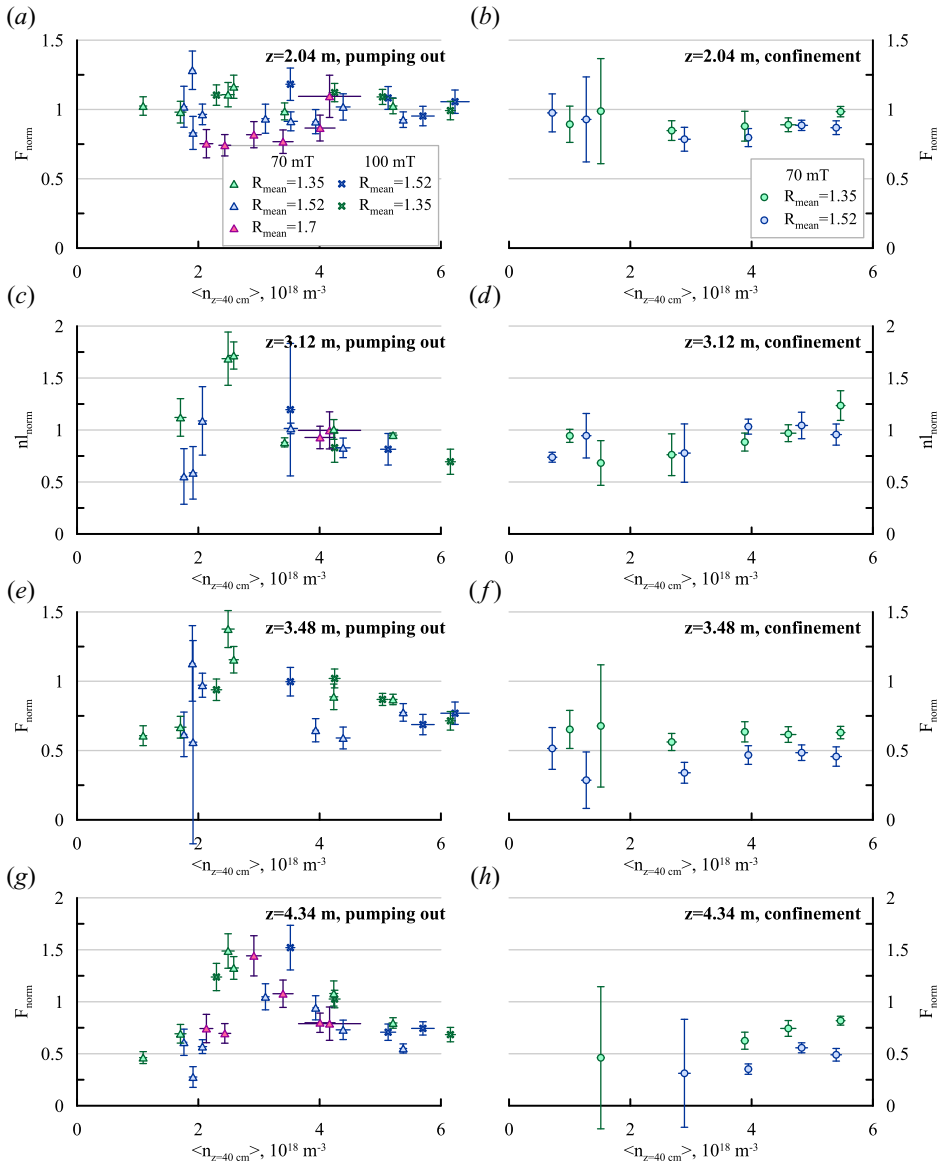 (a)
1.5
z=2.04 m, pumping out
1
F_norm
0.5
70 mT 100 mT
R_mean=1.35 R_mean=1.52
R_mean=1.52 R_mean=1.35
R_mean=1.7
0
0 2 4 6
<n_z=40 cm>, 10^18 m^-3
(b)
1.5
z=2.04 m, confinement
1
F_norm
0.5
70 mT
R_mean=1.35
R_mean=1.52
0
0 2 4 6
<n_z=40 cm>, 10^18 m^-3
(c)
2
z=3.12 m, pumping out
1.5
nl_norm
1
0.5
0
0 2 4 6
<n_z=40 cm>, 10^18 m^-3
(d)
2
z=3.12 m, confinement
1.5
nl_norm
1
0.5
0
0 2 4 6
<n_z=40 cm>, 10^18 m^-3
(e)
1.5
z=3.48 m, pumping out
1
F_norm
0.5
0
0 2 4 6
<n_z=40 cm>, 10^18 m^-3
(f)
1.5
z=3.48 m, confinement
1
F_norm
0.5
0
0 2 4 6
<n_z=40 cm>, 10^18 m^-3
(g)
2
z=4.34 m, pumping out
1.5
F_norm
1
0.5
0
0 2 4 6
<n_z=40 cm>, 10^18 m^-3
(h)
2
z=4.34 m, confinement
1.5
F_norm
1
0.5
0
0 2 4 6
<n_z=40 cm>, 10^18 m^-3